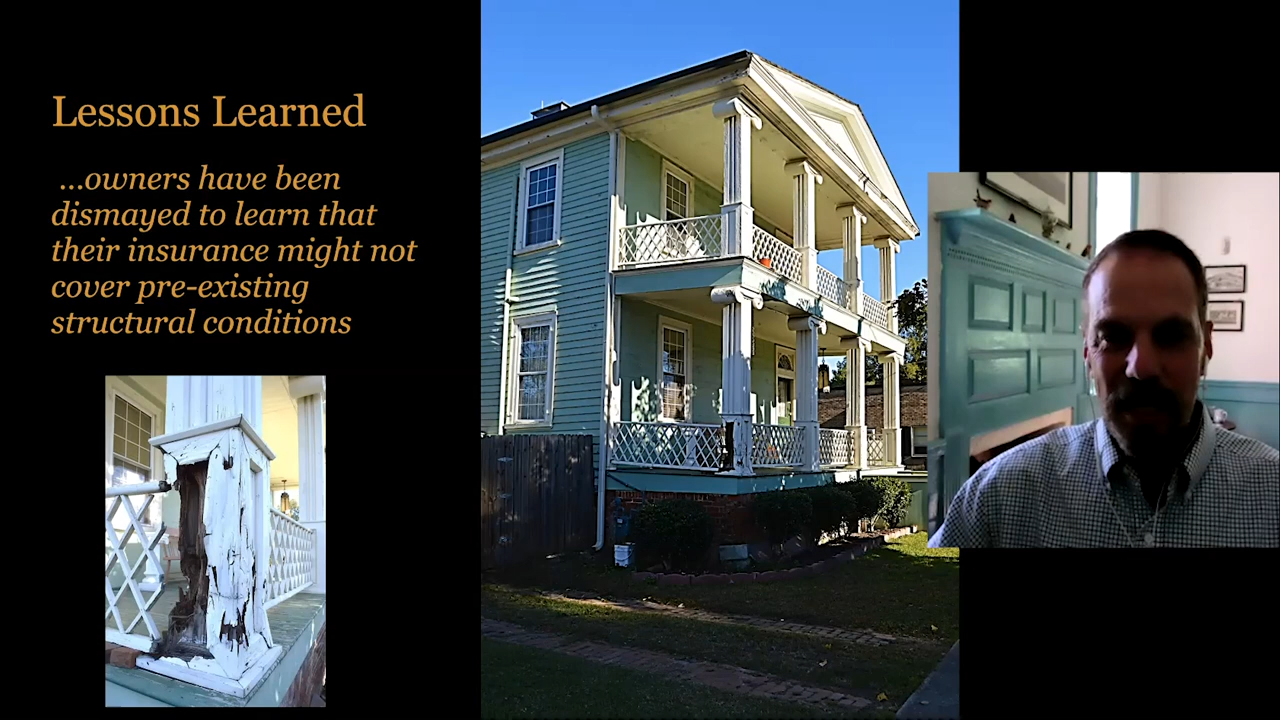 Lessons Learned
...owners have been
dismayed to learn that
their insurance might not
cover pre-existing
structural conditions